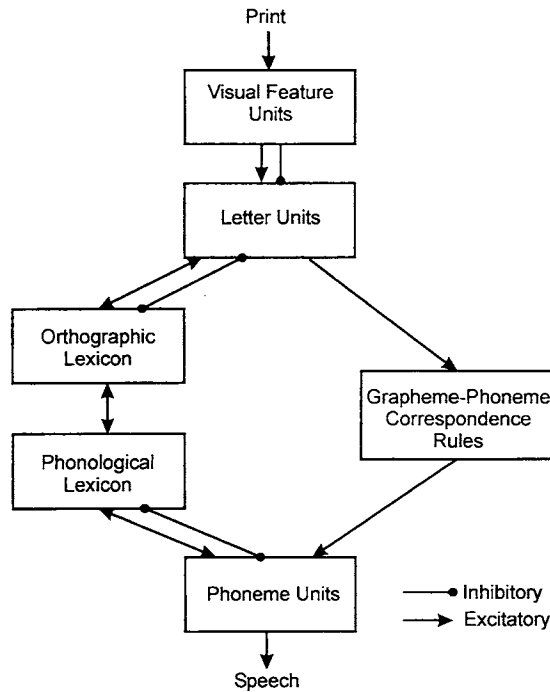 Print
Visual Feature
Units
Letter Units
Orthographic
Lexicon
Grapheme-Phoneme
Correspondence
Rules
Phonological
Lexicon
Phoneme Units
Inhibitory
Excitatory
Speech